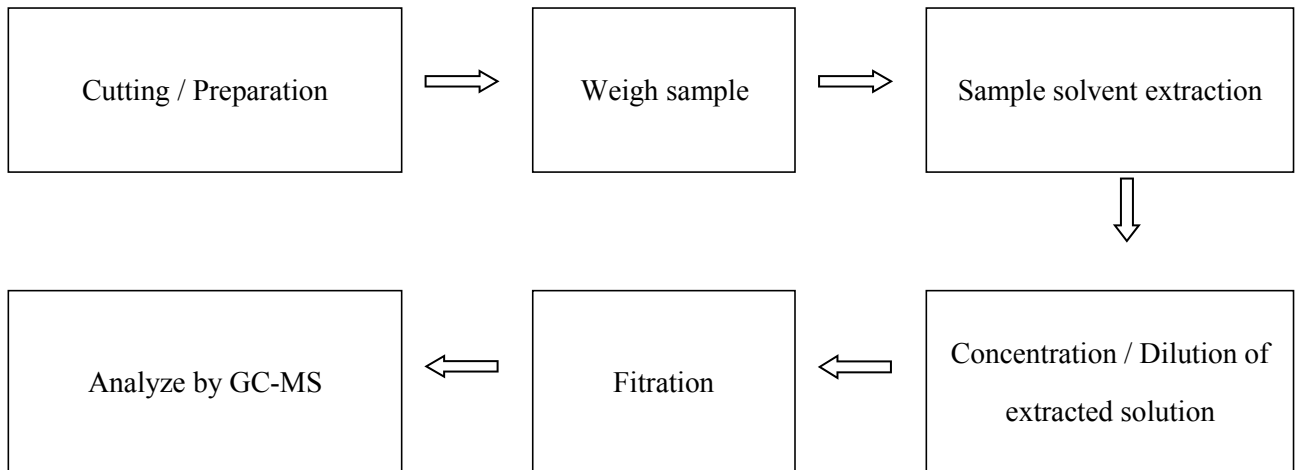 Cutting / Preparation
Weigh sample
Sample solvent extraction
Concentration / Dilution of
extracted solution
Fitration
Analyze by GC-MS